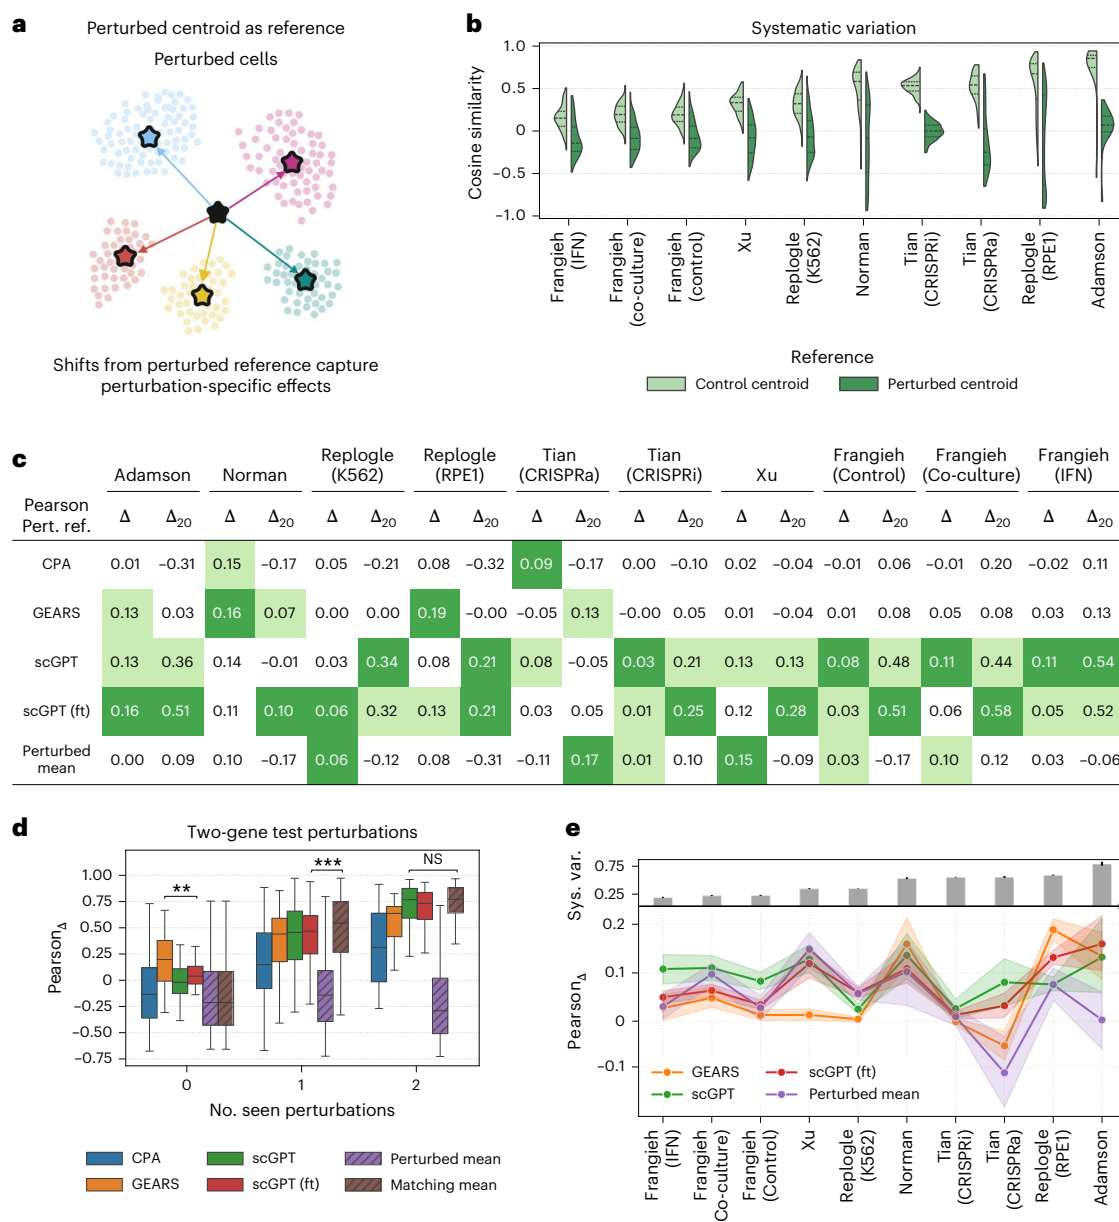 a
Perturbed centroid as reference
Perturbed cells
Shifts from perturbed reference capture
perturbation-specific effects
b
Systematic variation
Cosine similarity
1.0
0.5
0
−0.5
−1.0
Frangieh
(IFN)
Frangieh
(co-culture)
Frangieh
(control)
Xu
Replogle
(K562)
Norman
Tian
(CRISPRi)
Tian
(CRISPRa)
Replogle
(RPE1)
Adamson
Reference
Control centroid
Perturbed centroid
c
Adamson Norman Replogle (K562) Replogle (RPE1) Tian (CRISPRa) Tian (CRISPRi) Xu Frangieh (Control) Frangieh (Co-culture) Frangieh (IFN)
Pearson
Pert. ref.
Δ Δ20 Δ Δ20 Δ Δ20 Δ Δ20 Δ Δ20 Δ Δ20 Δ Δ20 Δ Δ20 Δ Δ20 Δ Δ20
CPA 0.01 −0.31 0.15 −0.17 0.05 −0.21 0.08 −0.32 0.09 −0.17 0.00 −0.10 0.02 −0.04 −0.01 0.06 −0.01 0.20 −0.02 0.11
GEARS 0.13 0.03 0.16 0.07 0.00 0.00 0.19 −0.00 −0.05 0.13 −0.00 0.05 0.01 −0.04 0.01 0.08 0.05 0.08 0.03 0.13
scGPT 0.13 0.36 0.14 −0.01 0.03 0.34 0.08 0.21 0.08 −0.05 0.03 0.21 0.13 0.13 0.08 0.48 0.11 0.44 0.11 0.54
scGPT (ft) 0.16 0.51 0.11 0.10 0.06 0.32 0.13 0.21 0.03 0.05 0.01 0.25 0.12 0.28 0.03 0.51 0.06 0.58 0.05 0.52
Perturbed mean 0.00 0.09 0.10 −0.17 0.06 −0.12 0.08 −0.31 −0.11 0.17 0.01 0.10 0.15 −0.09 0.03 −0.17 0.10 0.12 0.03 −0.06
d
Two-gene test perturbations
PearsonΔ
1.00
0.75
0.50
0.25
0
−0.25
−0.50
−0.75
**
***
NS
0 1 2
No. seen perturbations
CPA
GEARS
scGPT
scGPT (ft)
Perturbed mean
Matching mean
e
Sys. var.
0.75
0.25
PearsonΔ
0.2
0.1
0
−0.1
GEARS
scGPT
scGPT (ft)
Perturbed mean
Frangieh
(IFN)
Frangieh
Co-culture)
Frangieh
(Control)
Xu
Replogle
(K562)
Norman
Tian
(CRISPRi)
Tian
(CRISPRa)
Replogle
(RPE1)
Adamson